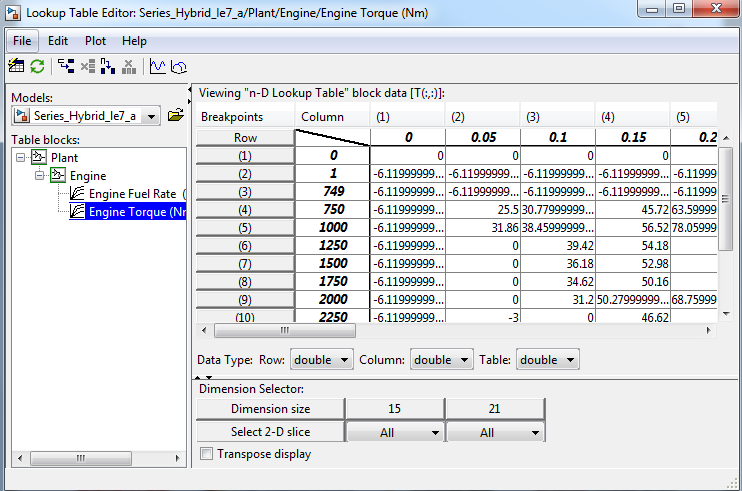 Lookup Table Editor: Series_Hybrid_le7_a/Plant/Engine/Engine Torque (Nm)
File Edit Plot Help
Models:
Series_Hybrid_le7_a
Table blocks:
Plant
Engine
Engine Fuel Rate (
Engine Torque (Nm
Viewing "n-D Lookup Table" block data [T(:,:)]:
Breakpoints Column (1) (2) (3) (4) (5)
Row 0 0.05 0.1 0.15 0.2
(1) 0 0 0 0 0
(2) 1 -6.11999999... -6.11999999... -6.11999999... -6.11999999... -6.11999
(3) 749 -6.11999999... -6.11999999... -6.11999999... -6.11999999... -6.11999
(4) 750 -6.11999999... 25.5 30.77999999... 45.72 63.59999
(5) 1000 -6.11999999... 31.86 38.45999999... 56.52 78.05999
(6) 1250 -6.11999999... 0 39.42 54.18
(7) 1500 -6.11999999... 0 36.18 52.98
(8) 1750 -6.11999999... 0 34.62 50.16
(9) 2000 -6.11999999... 0 31.2 50.27999999... 68.75999
(10) 2250 -6.11999999... -3 0 46.62
Data Type: Row: double Column: double Table: double
Dimension Selector:
Dimension size 15 21
Select 2-D slice All All
Transpose display